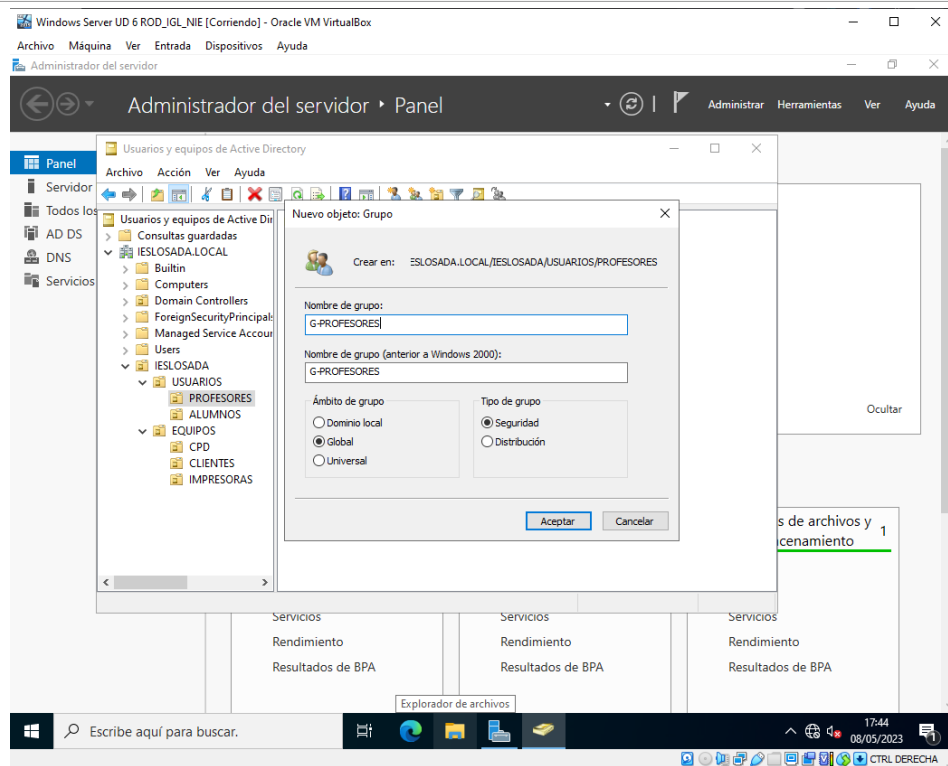 Windows Server UD 6 ROD_IGL_NIE [Corriendo] - Oracle VM VirtualBox
Archivo Máquina Ver Entrada Dispositivos Ayuda
Administrador del servidor
Administrador del servidor ‣ Panel
Administrar Herramientas Ver Ayuda
Panel
Servidor
Todos los
AD DS
DNS
Servicios
Usuarios y equipos de Active Directory
Archivo Acción Ver Ayuda
Usuarios y equipos de Active Dir
Consultas guardadas
IESLOSADA.LOCAL
Builtin
Computers
Domain Controllers
ForeignSecurityPrincipals
Managed Service Accour
Users
IESLOSADA
USUARIOS
PROFESORES
ALUMNOS
EQUIPOS
CPD
CLIENTES
IMPRESORAS
Nuevo objeto: Grupo
Crear en: ESLOSADA.LOCAL/IESLOSADA/USUARIOS/PROFESORES
Nombre de grupo:
G-PROFESORES
Nombre de grupo (anterior a Windows 2000):
G-PROFESORES
Ámbito de grupo
Dominio local
Global
Universal
Tipo de grupo
Seguridad
Distribución
Aceptar Cancelar
Ocultar
s de archivos y 1
cenamiento
Servicios Servicios Servicios
Rendimiento Rendimiento Rendimiento
Resultados de BPA Resultados de BPA Resultados de BPA
Explorador de archivos
Escribe aquí para buscar.
17:44
08/05/2023
1
CTRL DERECHA